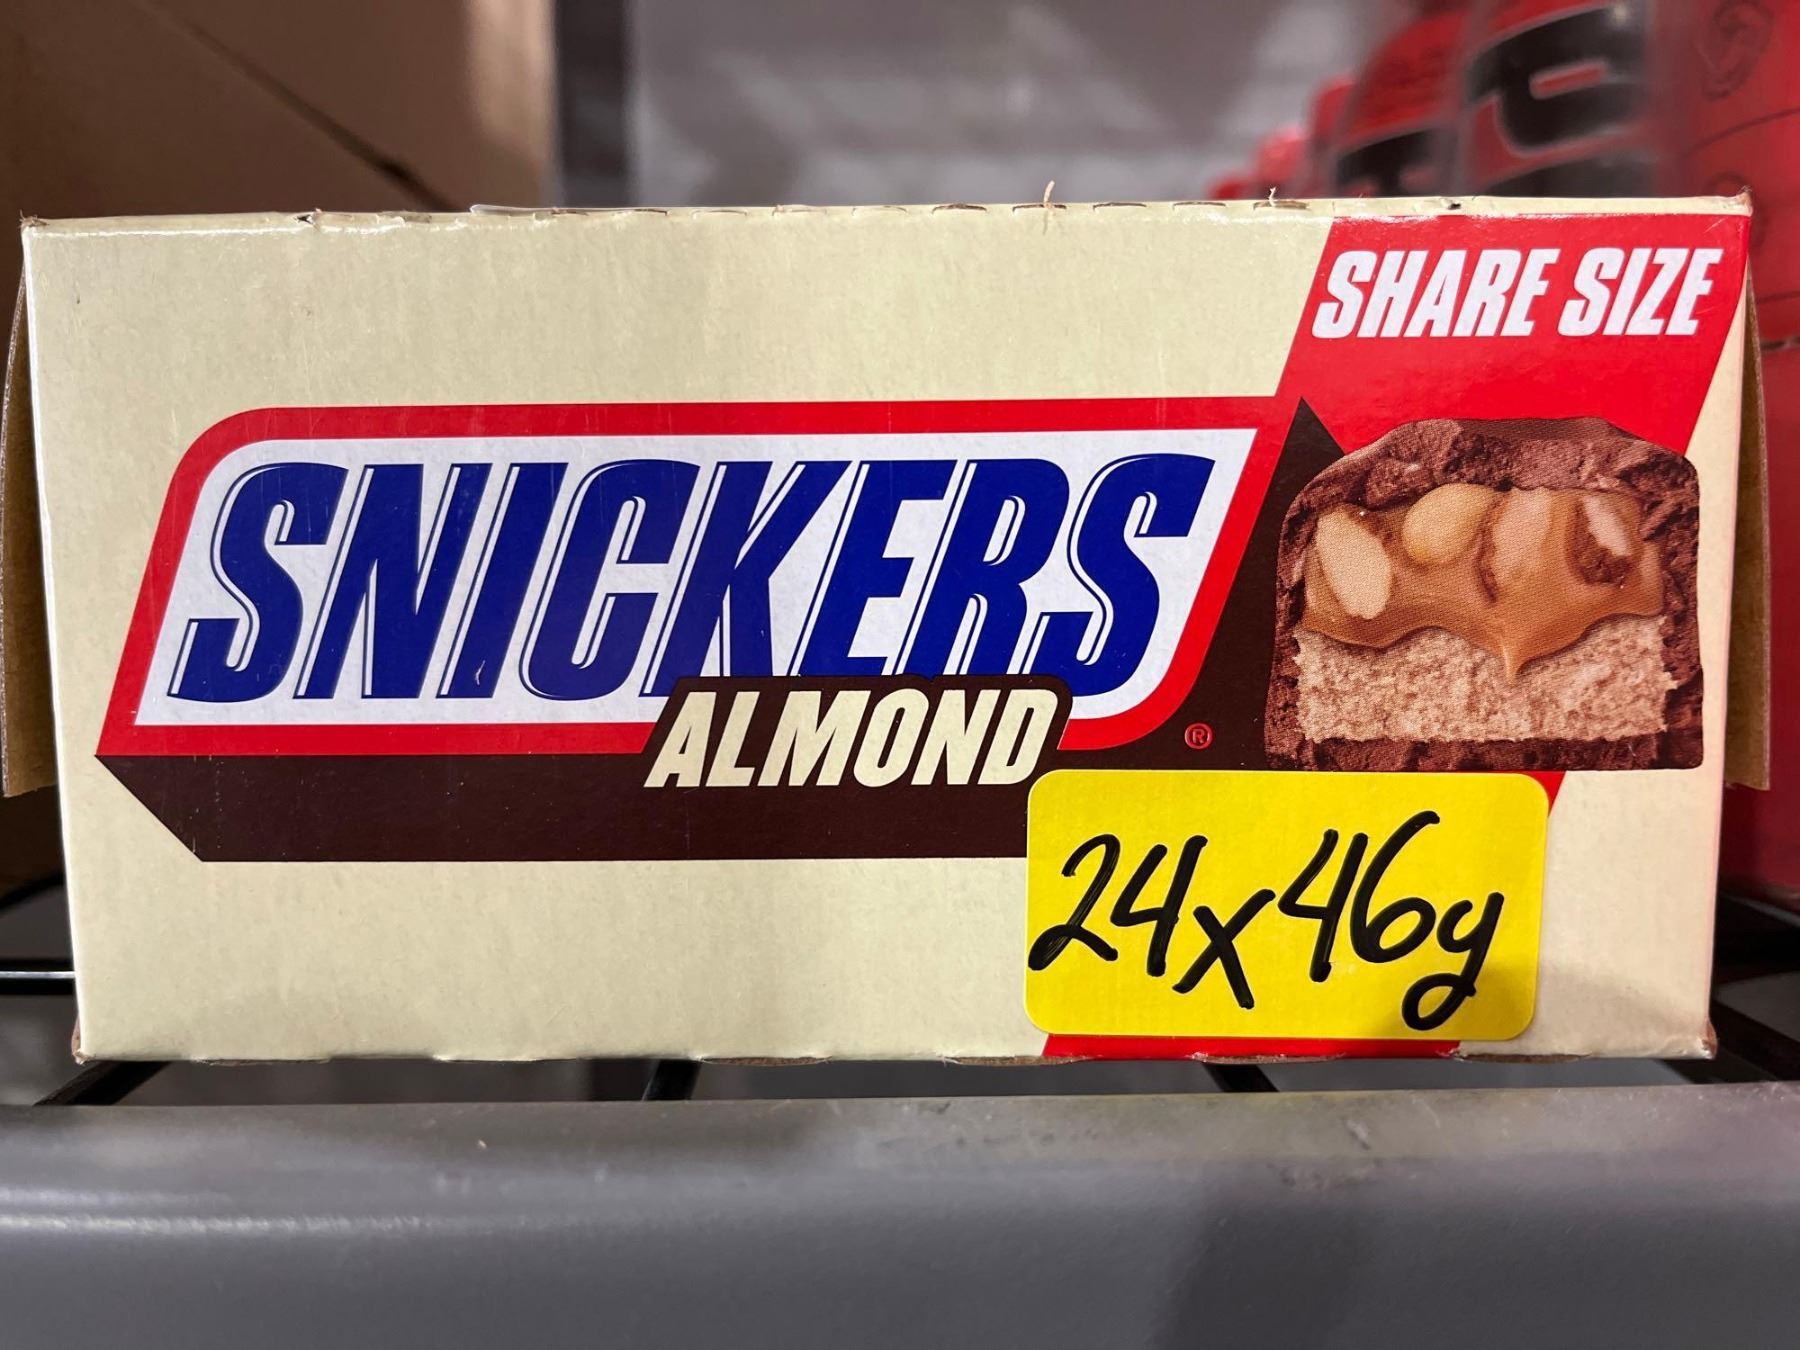 SHARE SIZE
SNICKERS
ALMOND
®
24x46g